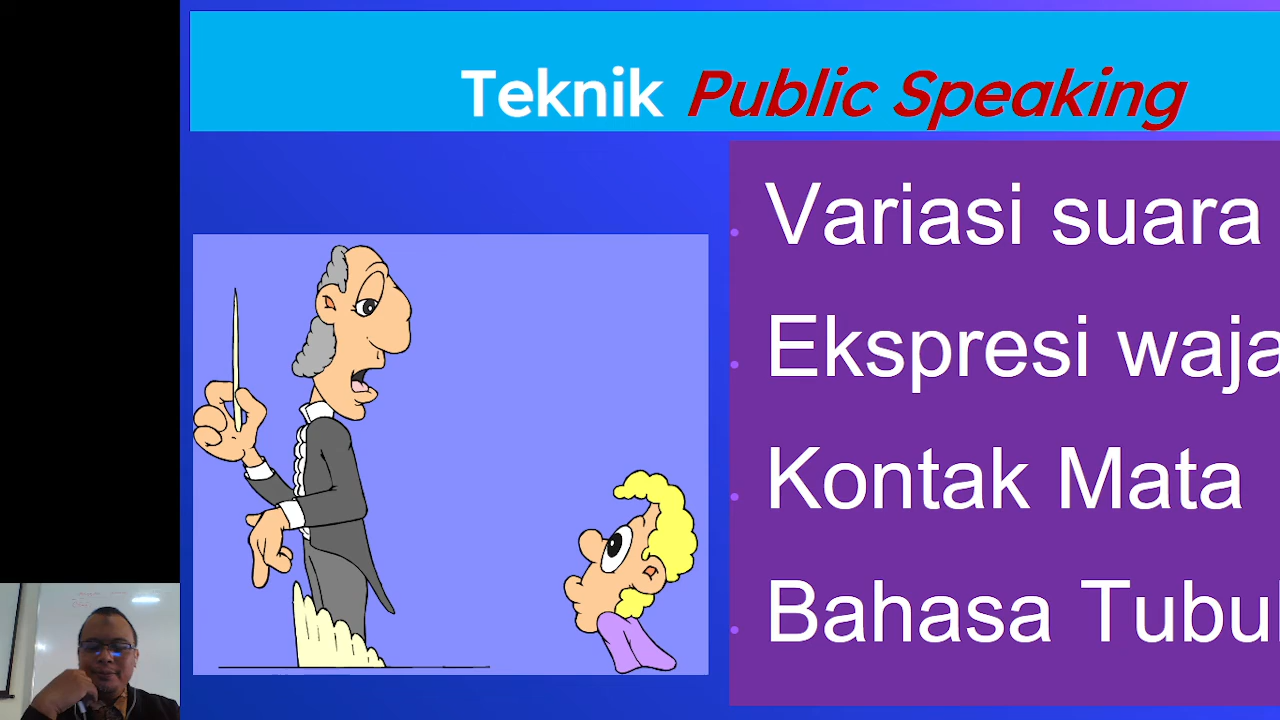 Teknik Public Speaking
Variasi suara
Ekspresi waja
Kontak Mata
Bahasa Tubu